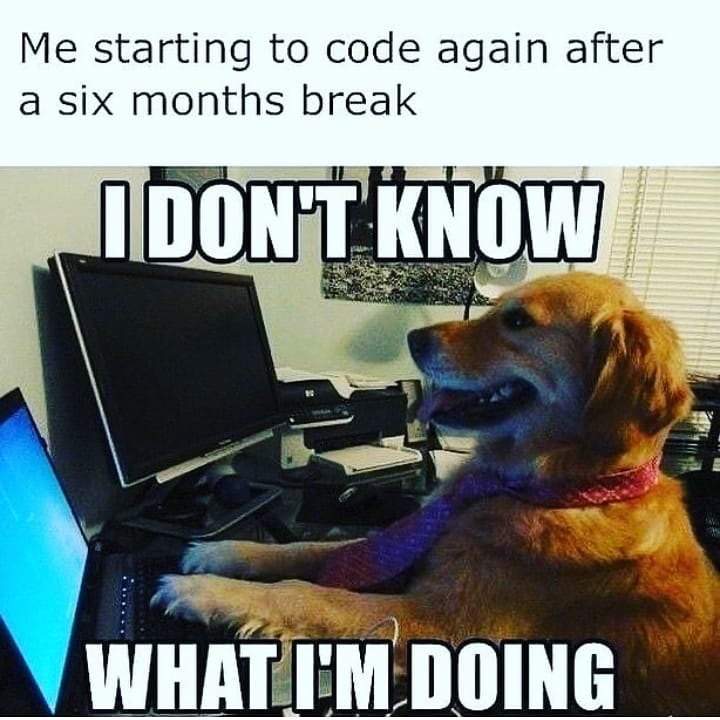 Me starting to code again after
a six months break
I DON'T KNOW
WHAT I'M DOING